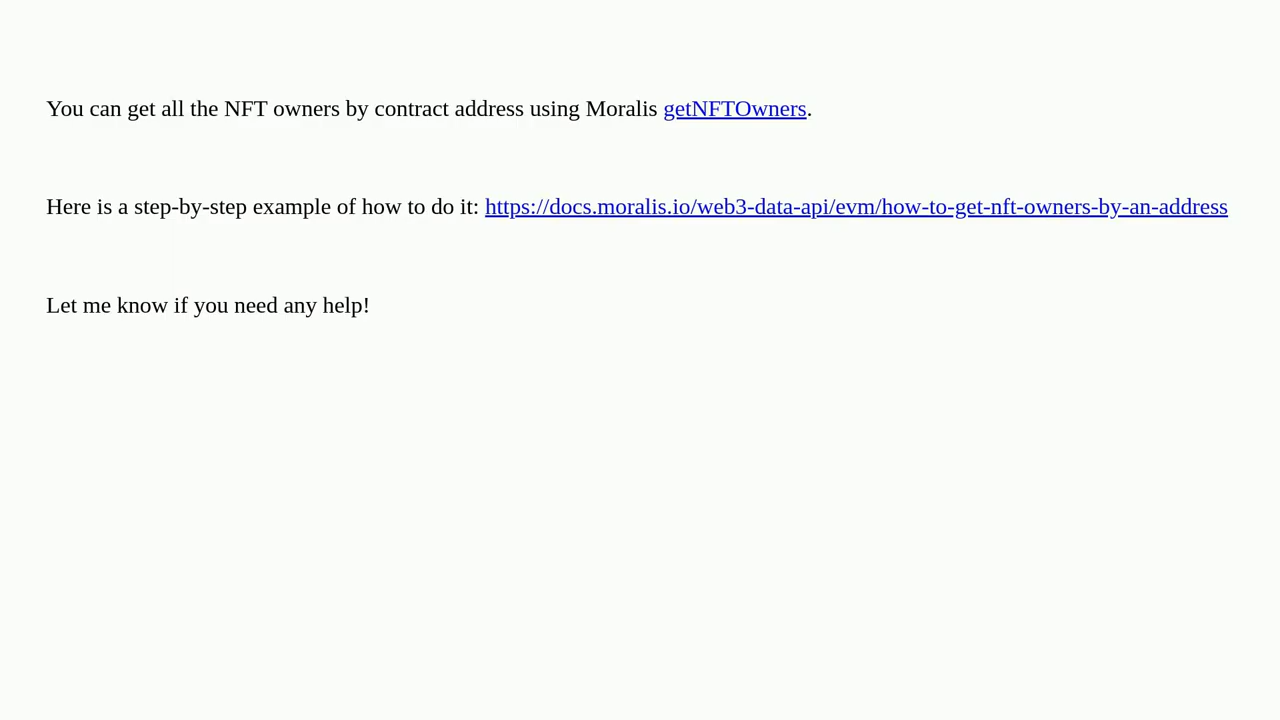 You can get all the NFT owners by contract address using Moralis getNFTOwners.
Here is a step-by-step example of how to do it: https://docs.moralis.io/web3-data-api/evm/how-to-get-nft-owners-by-an-address
Let me know if you need any help!